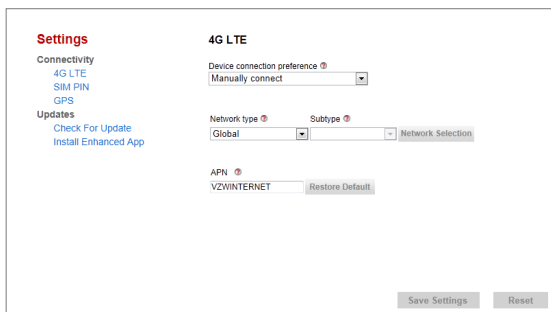 Settings
Connectivity
4G LTE
SIM PIN
GPS
Updates
Check For Update
Install Enhanced App
4G LTE
Device connection preference ?
Manually connect
Network type ? Subtype ?
Global Network Selection
APN ?
VZWINTERNET Restore Default
Save Settings Reset